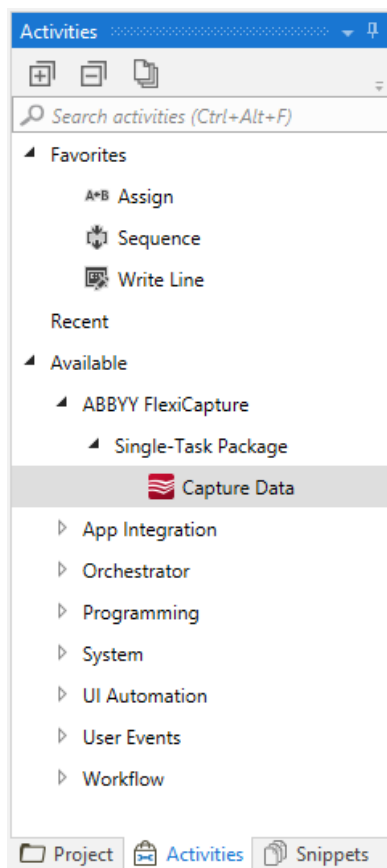 Activities
Search activities (Ctrl+Alt+F)
Favorites
A+B Assign
Sequence
Write Line
Recent
Available
ABBYY FlexiCapture
Single-Task Package
Capture Data
App Integration
Orchestrator
Programming
System
UI Automation
User Events
Workflow
Project Activities Snippets